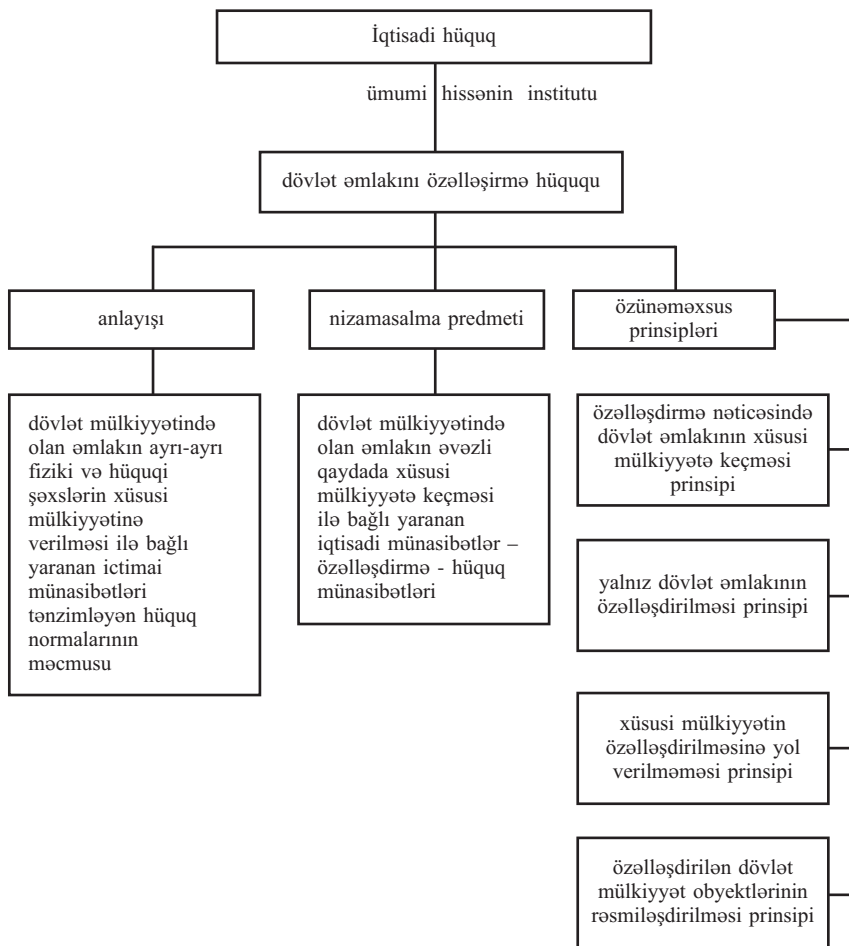 İqtisadi hüquq
ümumi hissənin institutu
dövlət əmlakını özəlləşirmə hüququ
anlayışı
nizamasalma predmeti
özünəməxsus
prinsipləri
dövlət mülkiyyətində
olan əmlakın ayrı-ayrı
fiziki və hüquqi
şəxslərin xüsusi
mülkiyyətinə
verilməsi ilə bağlı
yaranan ictimai
münasibətləri
tənzimləyən hüquq
normalarının
məcmusu
dövlət mülkiyyətində
olan əmlakın əvəzli
qaydada xüsusi
mülkiyyətə keçməsi
ilə bağlı yaranan
iqtisadi münasibətlər –
özəlləşdirmə - hüquq
münasibətləri
özəlləşdirmə nəticəsində
dövlət əmlakının xüsusi
mülkiyyətə keçməsi
prinsipi
yalnız dövlət əmlakının
özəlləşdirilməsi prinsipi
xüsusi mülkiyyətin
özəlləşdirilməsinə yol
verilməməsi prinsipi
özəlləşdirilən dövlət
mülkiyyət obyektlərinin
rəsmiləşdirilməsi prinsipi